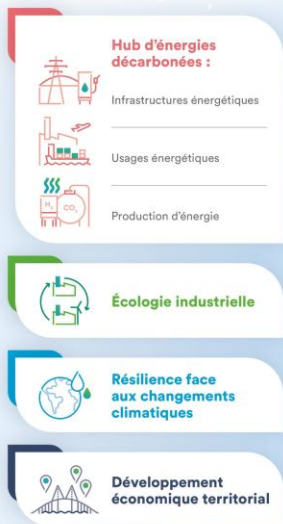 Hub d’énergies
décarbonées :
Infrastructures énergétiques
Usages énergétiques
H₂
CO₂
Production d’énergie
Écologie industrielle
Résilience face
aux changements
climatiques
Développement
économique territorial